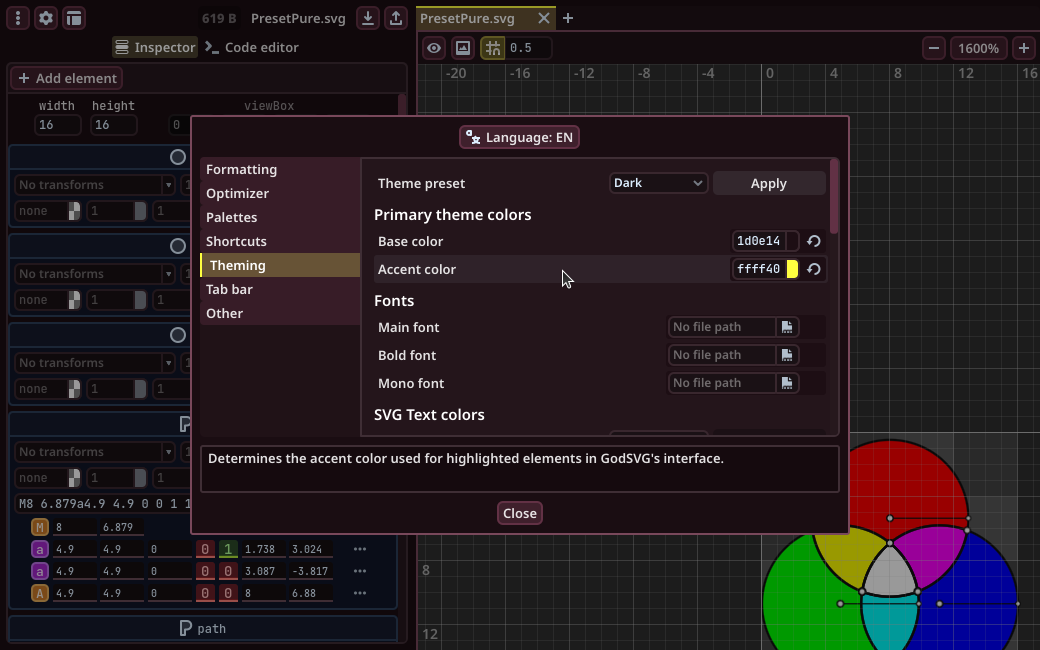 619 B PresetPure.svg
PresetPure.svg
Inspector Code editor
0.5
1600%
Add element
-20 -16 -12 -8 -4 0 4 8 12 16
width height viewBox
16 16 0
Language: EN
No transforms
none 1 1
No transforms
none 1 1
No transforms
none 1 1
No transforms
none 1 1
M8 6.879a4.9 4.9 0 0 1 1
M 8 6.879
a 4.9 4.9 0 0 1 1.738 3.024
a 4.9 4.9 0 0 0 3.087 -3.817
A 4.9 4.9 0 0 0 8 6.88
path
Formatting
Optimizer
Palettes
Shortcuts
Theming
Tab bar
Other
Theme preset Dark Apply
Primary theme colors
Base color 1d0e14
Accent color ffff40
Fonts
Main font No file path
Bold font No file path
Mono font No file path
SVG Text colors
Determines the accent color used for highlighted elements in GodSVG's interface.
Close
8
12